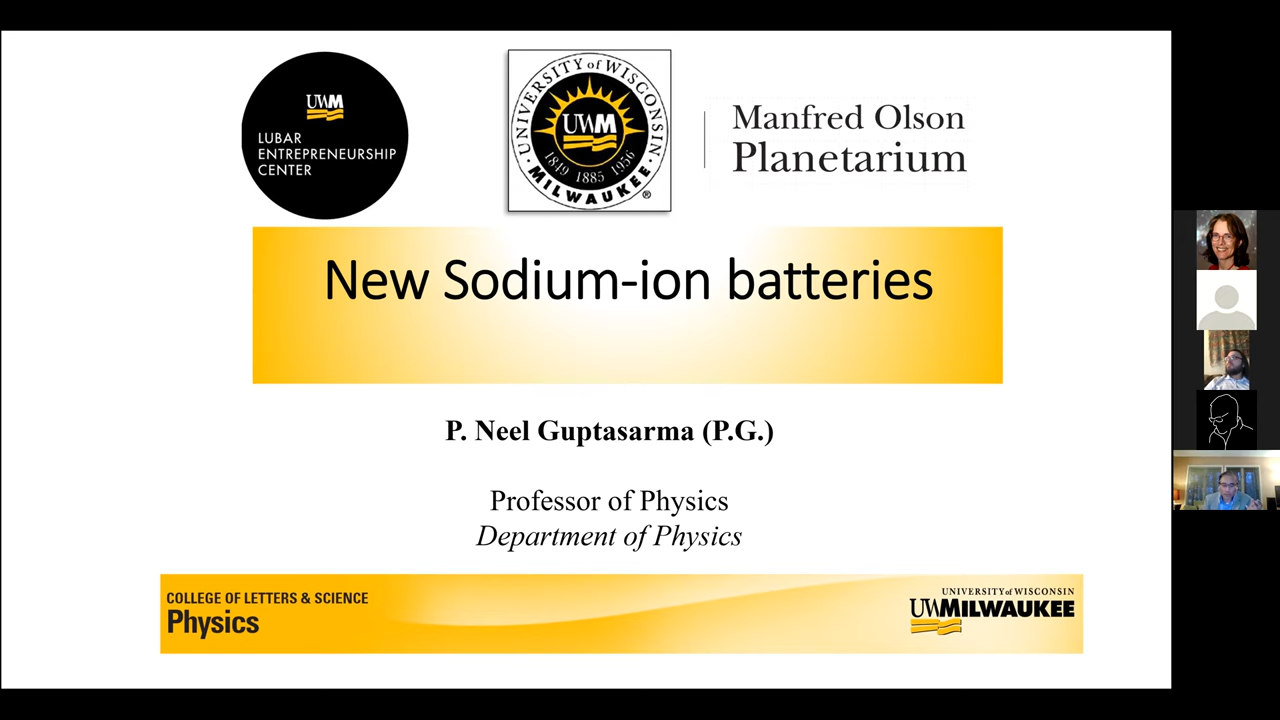 UWM
LUBAR
ENTREPRENEURSHIP
CENTER
UNIVERSITY of WISCONSIN
UWM
1849 1885 1956
MILWAUKEE ®
Manfred Olson
Planetarium
New Sodium-ion batteries
P. Neel Guptasarma (P.G.)
Professor of Physics
Department of Physics
COLLEGE OF LETTERS & SCIENCE
Physics
UNIVERSITY of WISCONSIN
UWMILWAUKEE